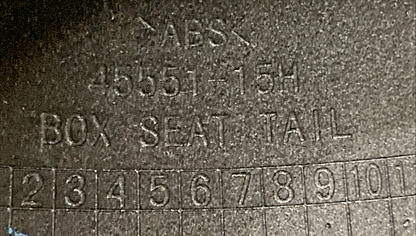 >ABS<
45551-15H
BOX SEAT TAIL
2 3 4 5 6 7 8 9 10 1